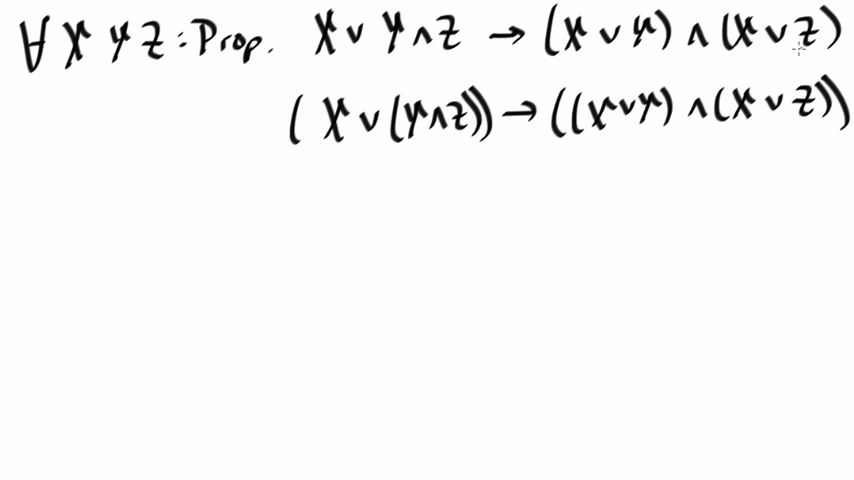 ∀ X Y Z : Prop. X ∨ Y ∧ Z → (X ∨ Y) ∧ (X ∨ Z)
(X ∨ (Y ∧ Z)) → ((X ∨ Y) ∧ (X ∨ Z))